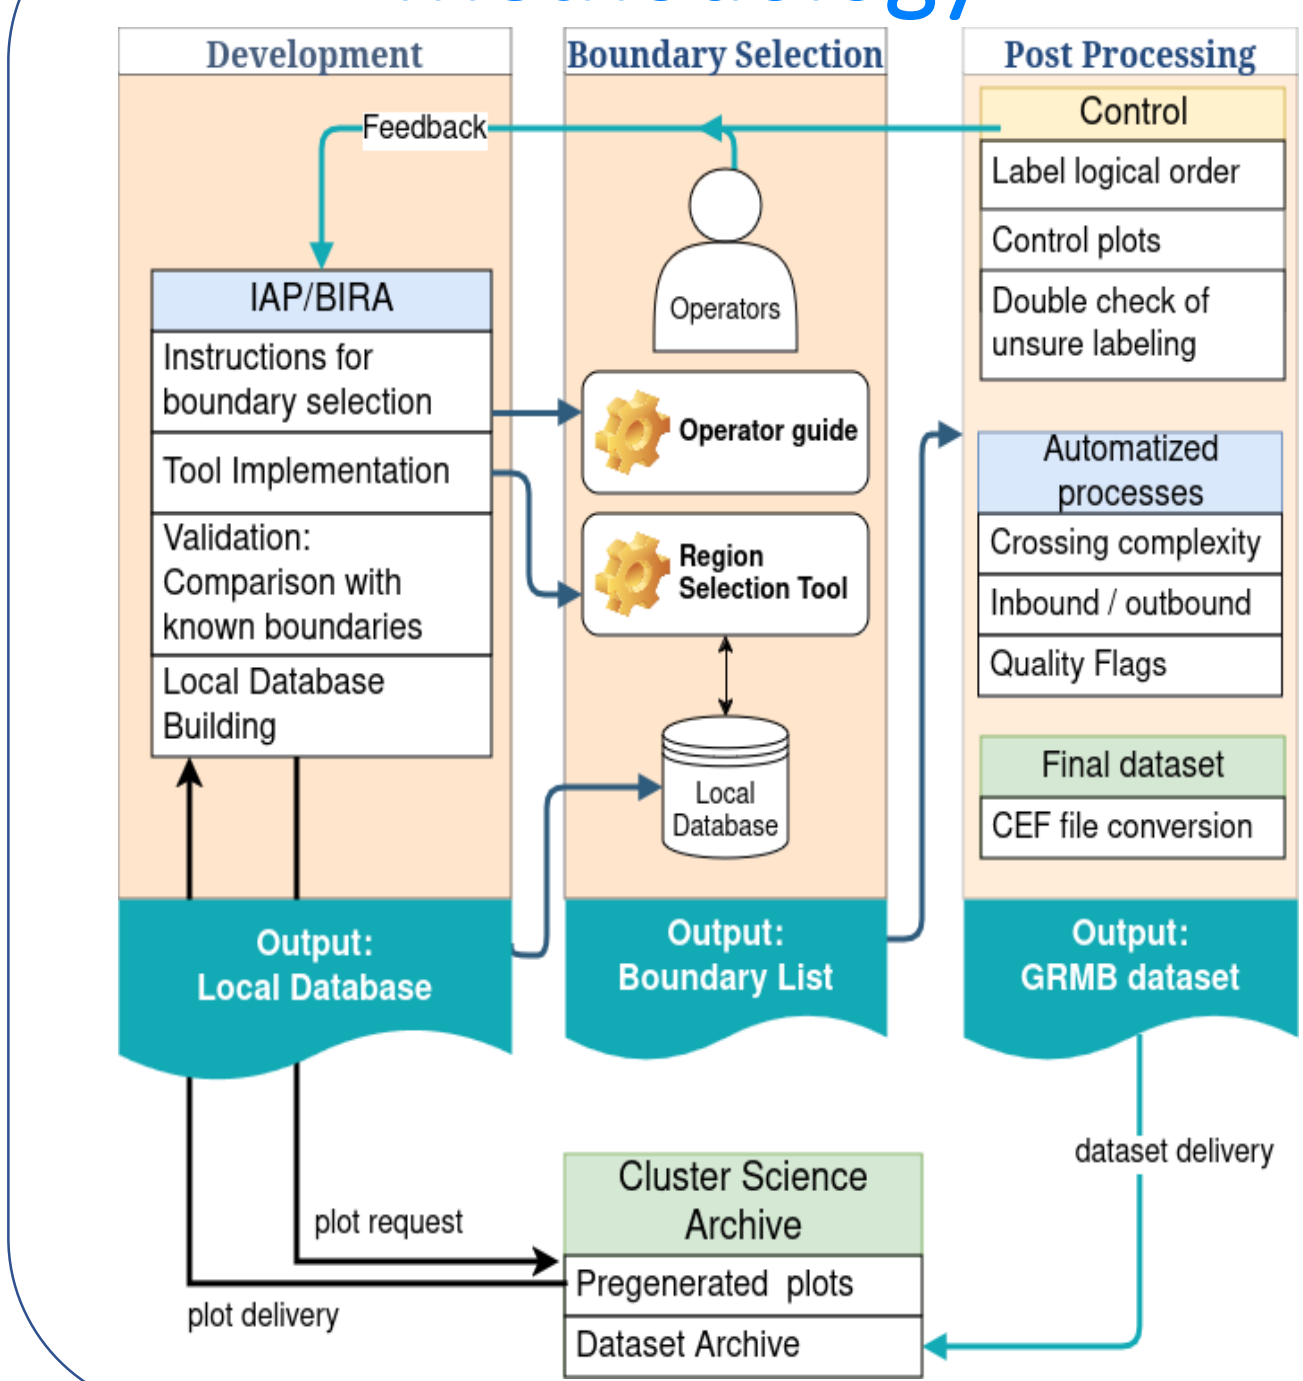 Development
Feedback
IAP/BIRA
Instructions for
boundary selection
Tool Implementation
Validation:
Comparison with
known boundaries
Local Database
Building
Output:
Local Database
Boundary Selection
Operators
Operator guide
Region
Selection Tool
Local
Database
Output:
Boundary List
Post Processing
Control
Label logical order
Control plots
Double check of
unsure labeling
Automatized
processes
Crossing complexity
Inbound / outbound
Quality Flags
Final dataset
CEF file conversion
Output:
GRMB dataset
dataset delivery
plot request
plot delivery
Cluster Science
Archive
Pregenerated plots
Dataset Archive